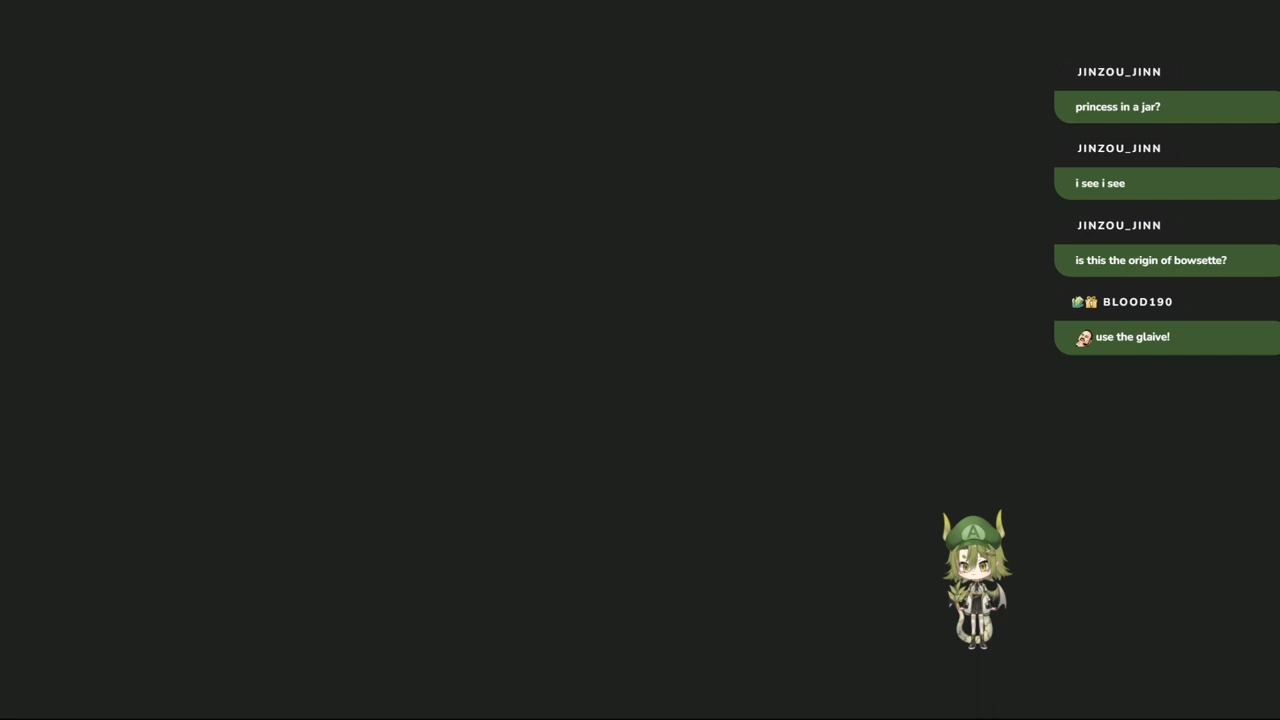 JINZOU_JINN
princess in a jar?
JINZOU_JINN
i see i see
JINZOU_JINN
is this the origin of bowsette?
BLOOD190
use the glaive!
A